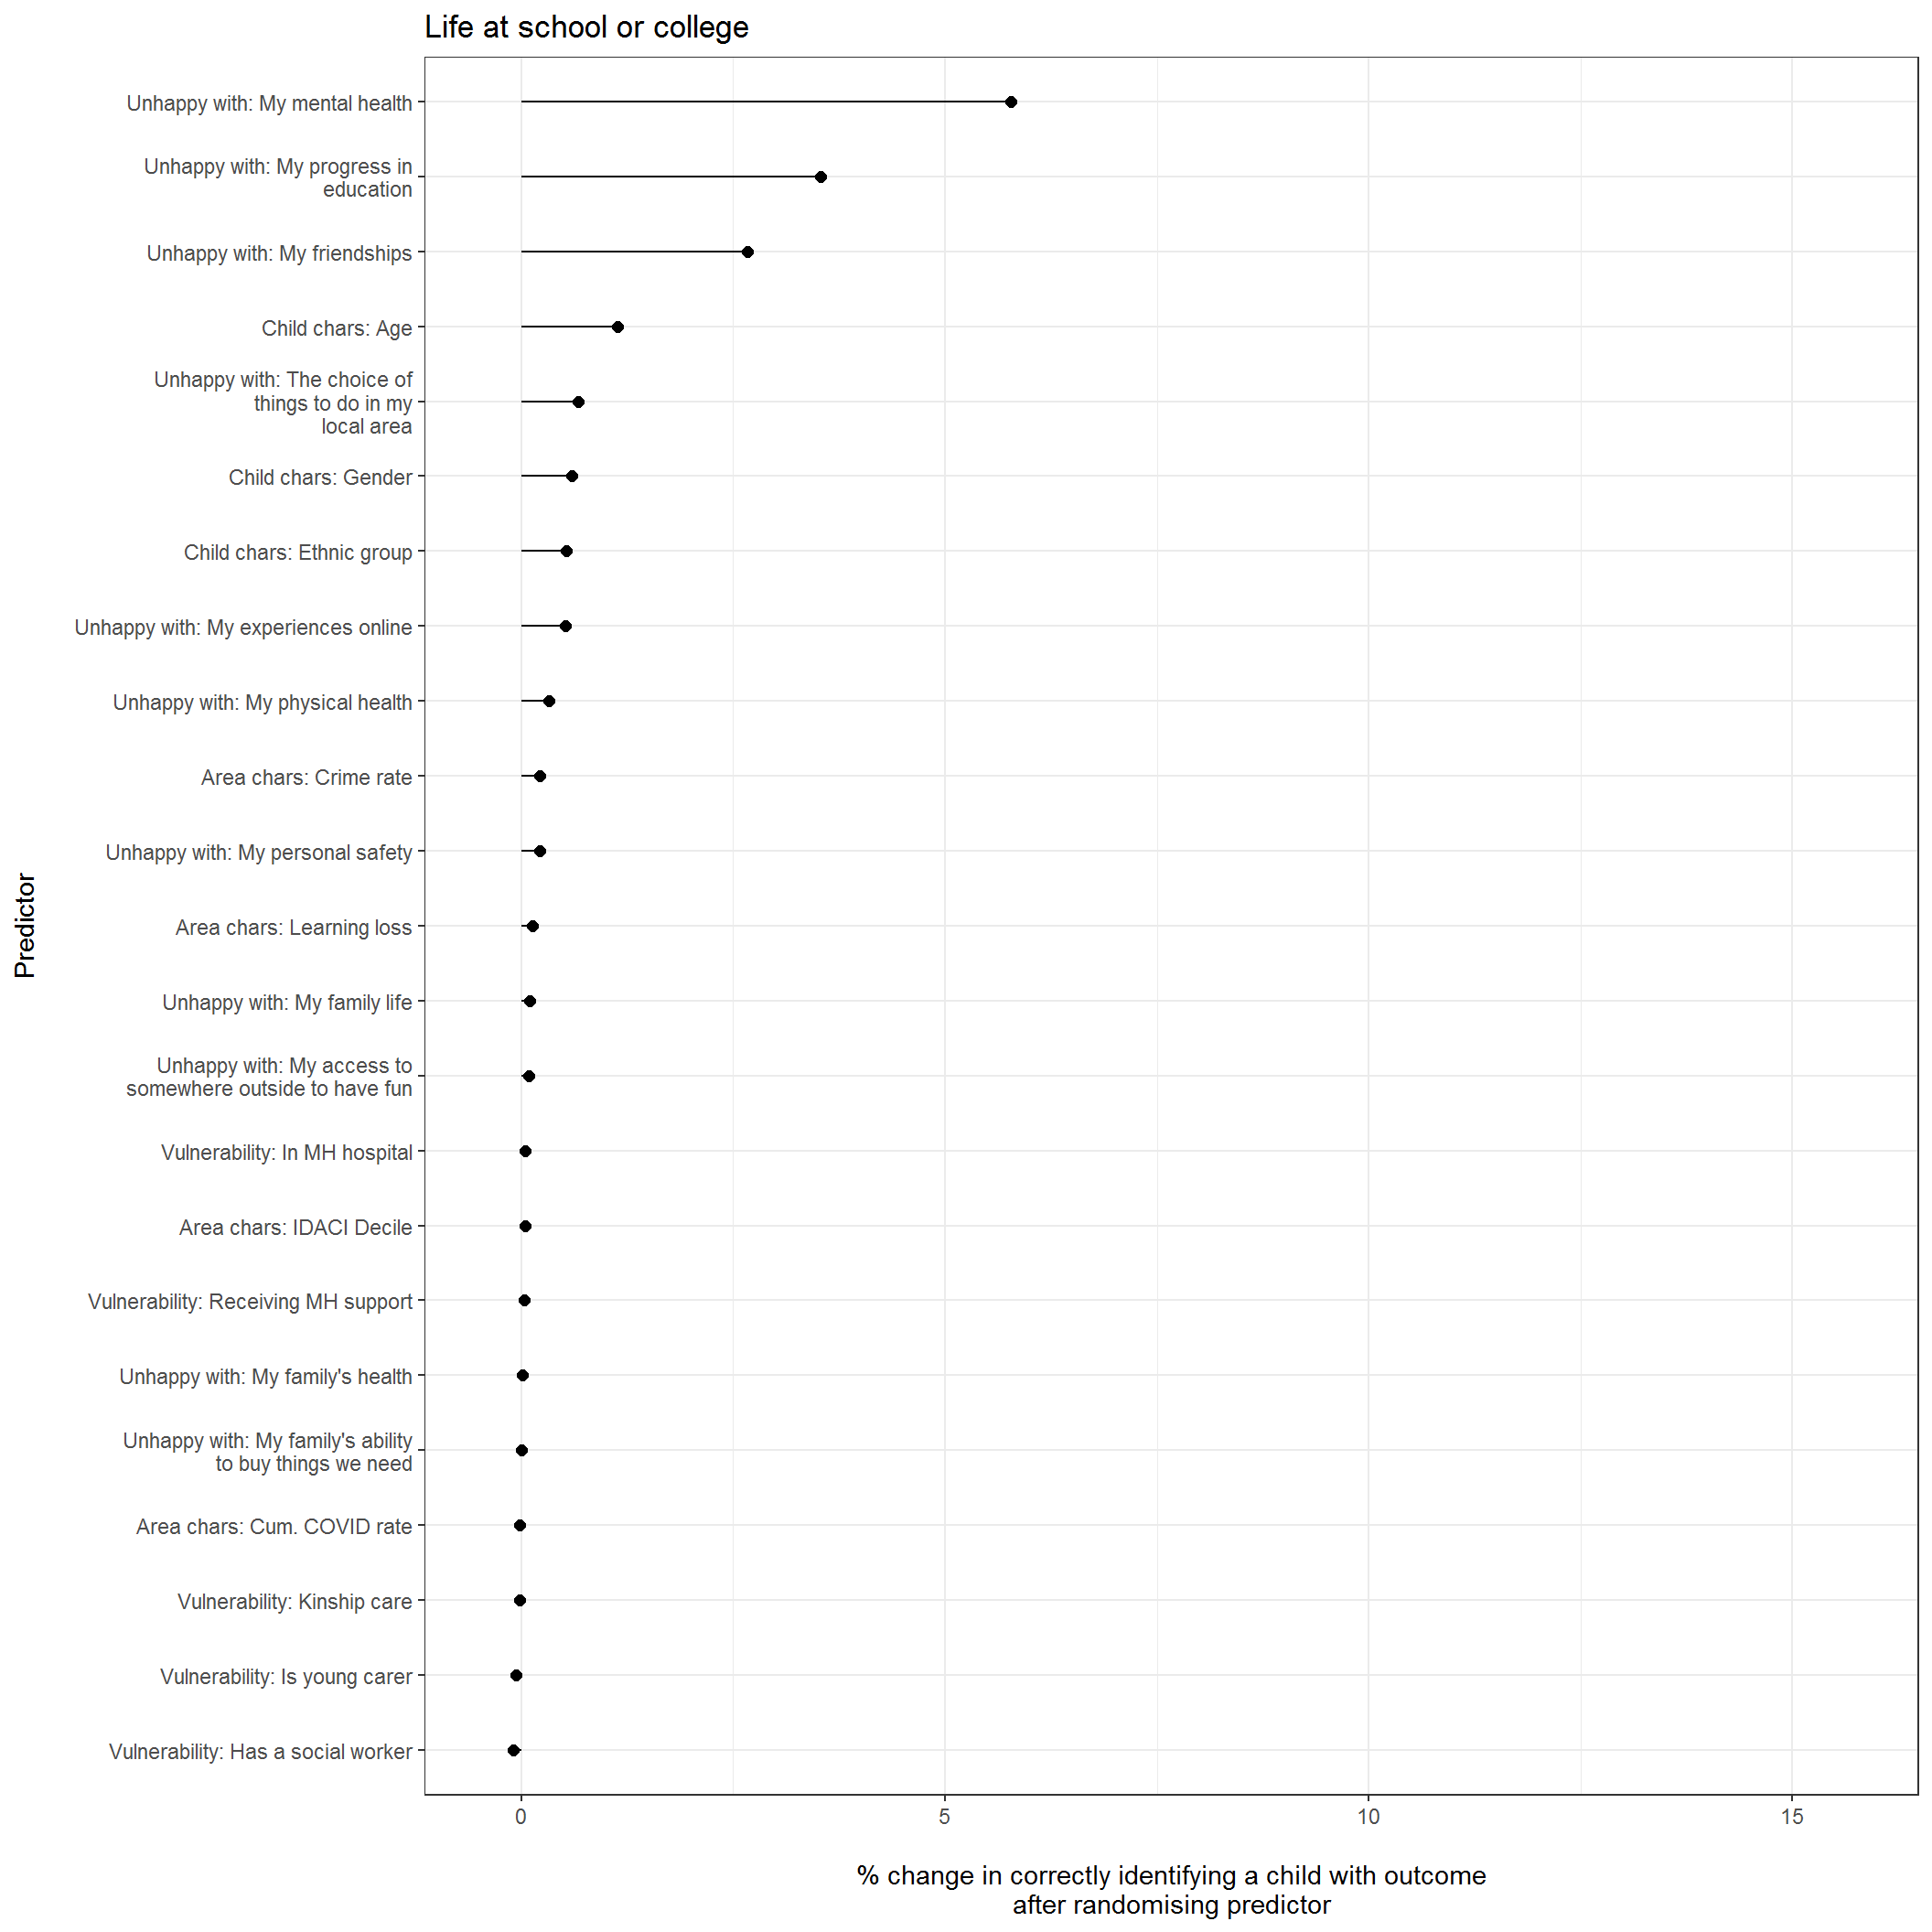 Life at school or college
Unhappy with: My mental health
Unhappy with: My progress in
education
Unhappy with: My friendships
Child chars: Age
Unhappy with: The choice of
things to do in my
local area
Child chars: Gender
Child chars: Ethnic group
Unhappy with: My experiences online
Unhappy with: My physical health
Area chars: Crime rate
Unhappy with: My personal safety
Area chars: Learning loss
Unhappy with: My family life
Unhappy with: My access to
somewhere outside to have fun
Vulnerability: In MH hospital
Area chars: IDACI Decile
Vulnerability: Receiving MH support
Unhappy with: My family's health
Unhappy with: My family's ability
to buy things we need
Area chars: Cum. COVID rate
Vulnerability: Kinship care
Vulnerability: Is young carer
Vulnerability: Has a social worker
Predictor
0
5
10
15
% change in correctly identifying a child with outcome
after randomising predictor